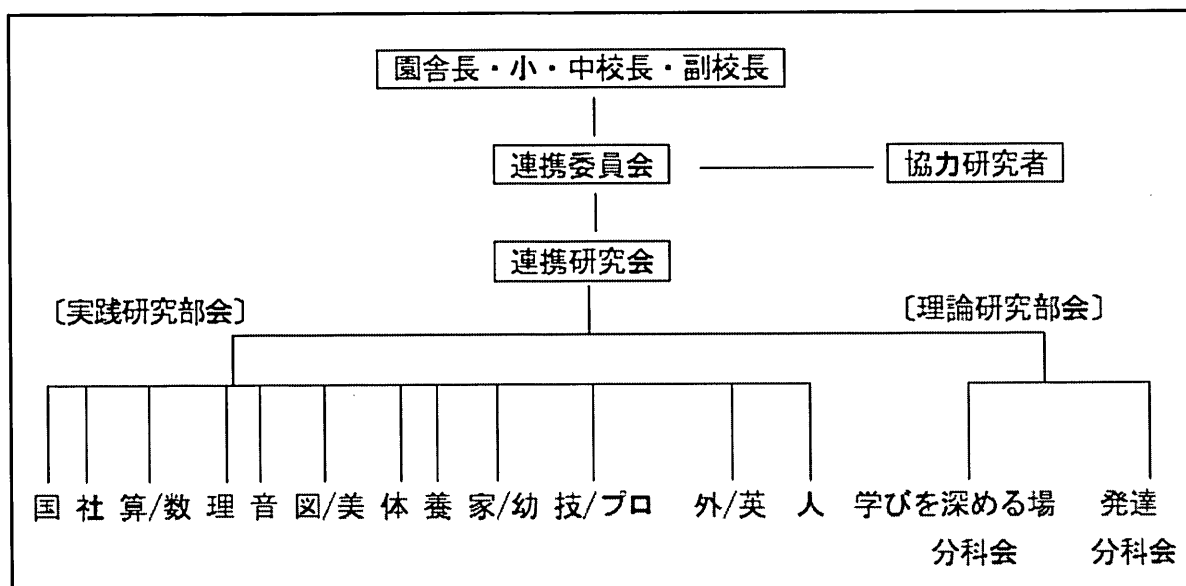 園舎長・小・中校長・副校長
連携委員会
協力研究者
連携研究会
〔実践研究部会〕
〔理論研究部会〕
国 社 算/数 理 音 図/美 体 養 家/幼 技/プロ 外/英 人 学びを深める場 発達
分科会 分科会